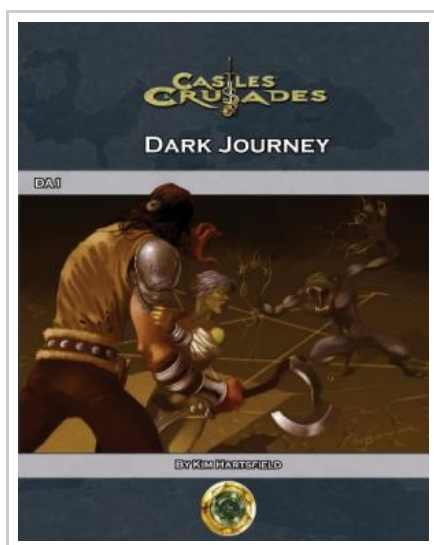 CASTLES
CRUSADES
DARK JOURNEY
DA1
BY KIM HARTSFIELD